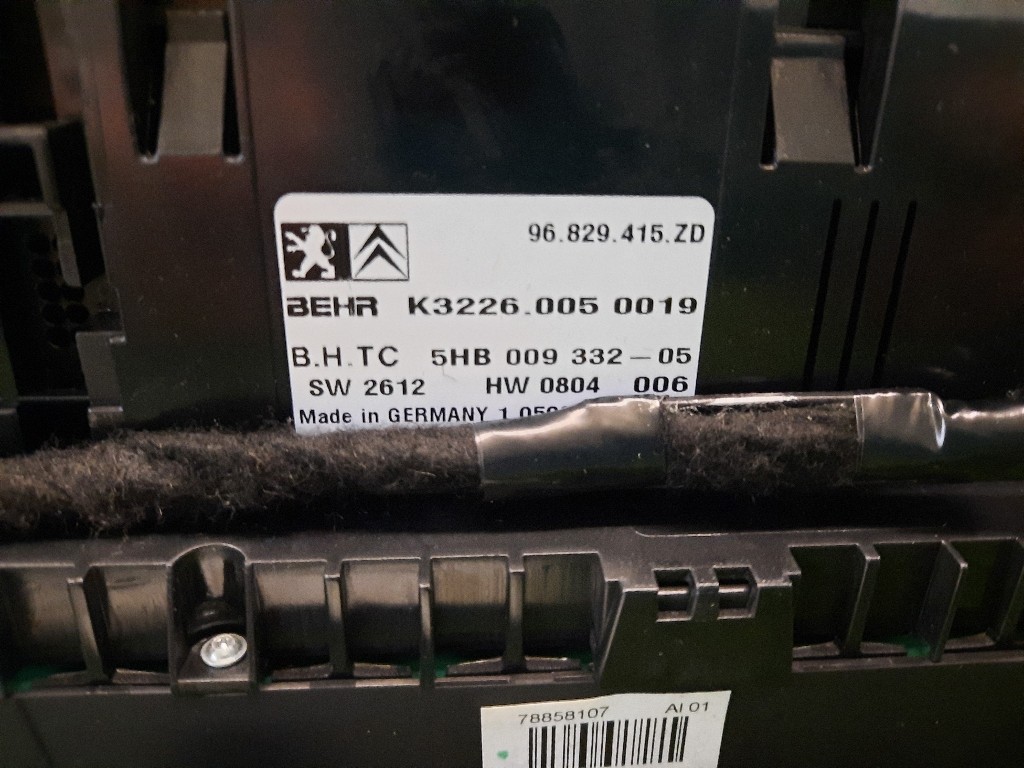 96.829.415.ZD
BEHR K3226.005 0019
B.H.TC 5HB 009 332-05
SW 2612 HW 0804 006
Made in GERMANY
78858107 AI 01